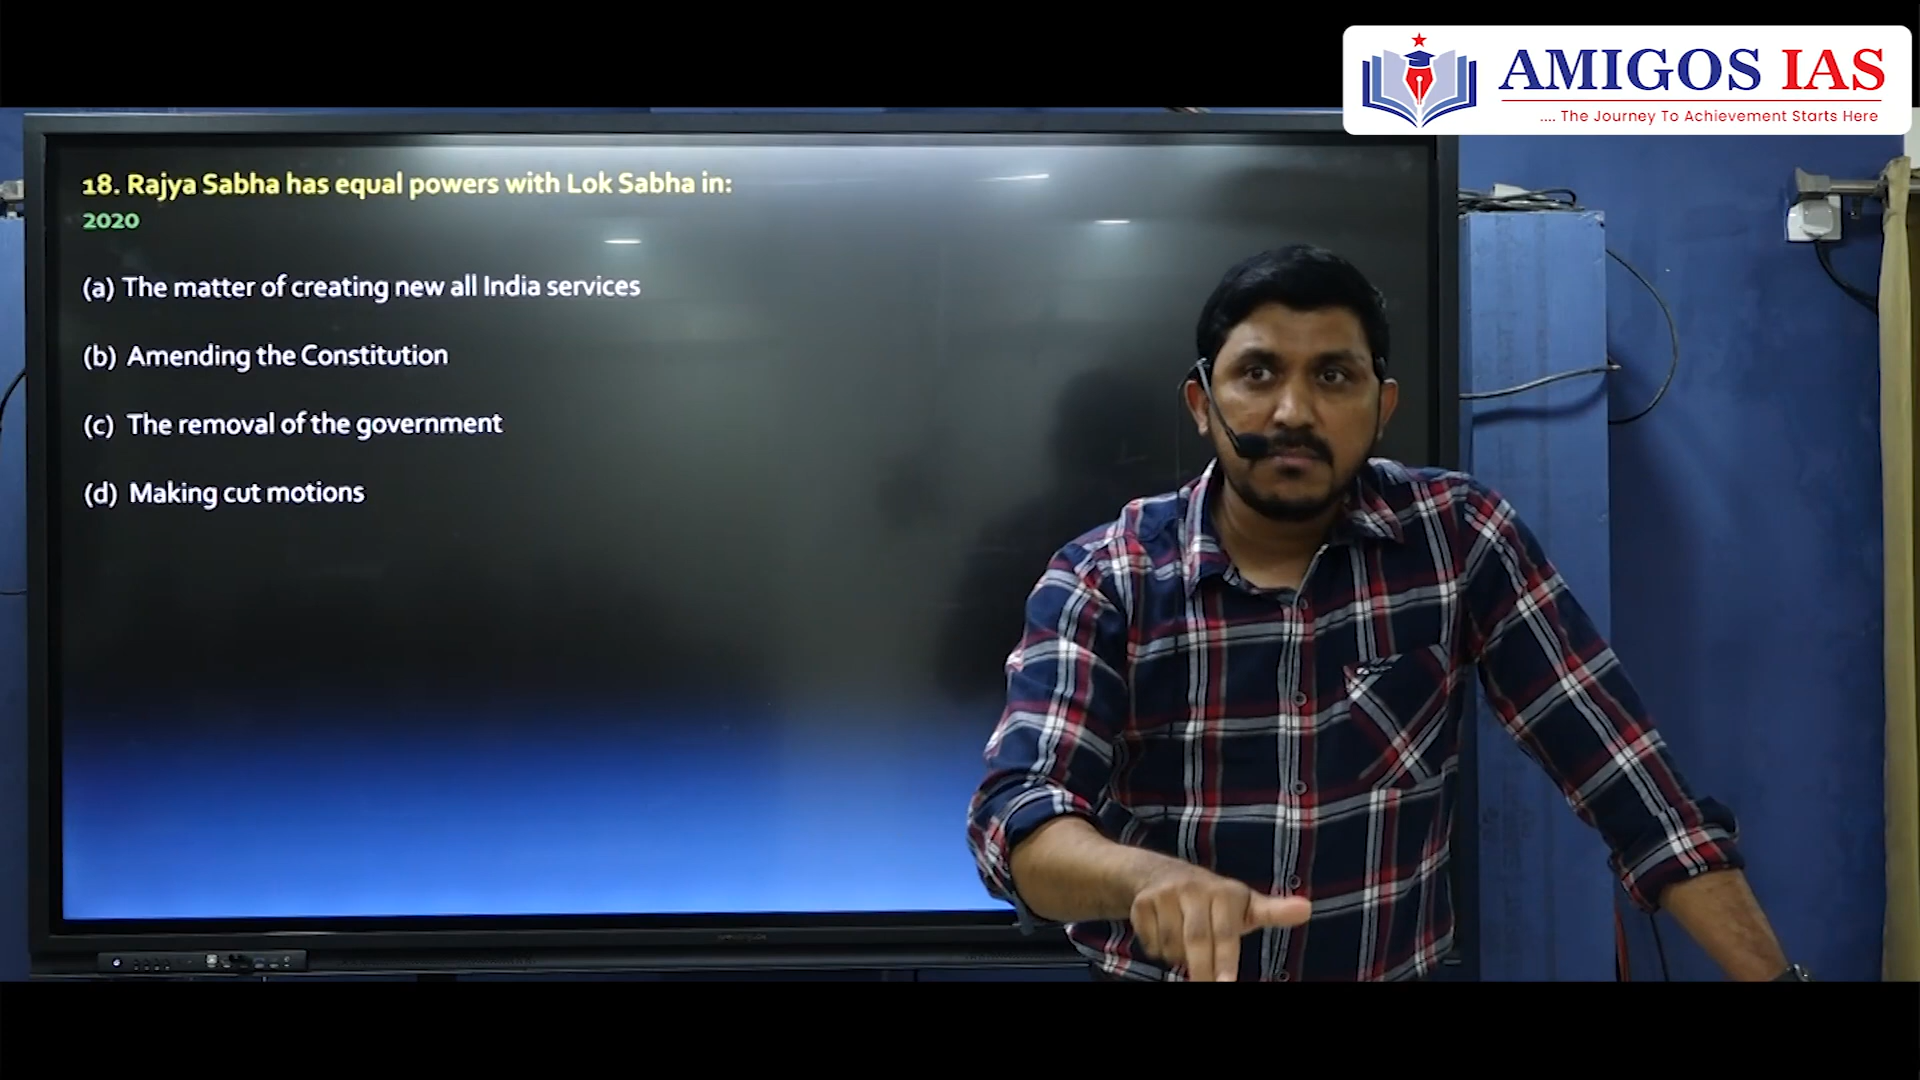 AMIGOS IAS
.... The Journey To Achievement Starts Here
18. Rajya Sabha has equal powers with Lok Sabha in:
2020
(a) The matter of creating new all India services
(b) Amending the Constitution
(c) The removal of the government
(d) Making cut motions